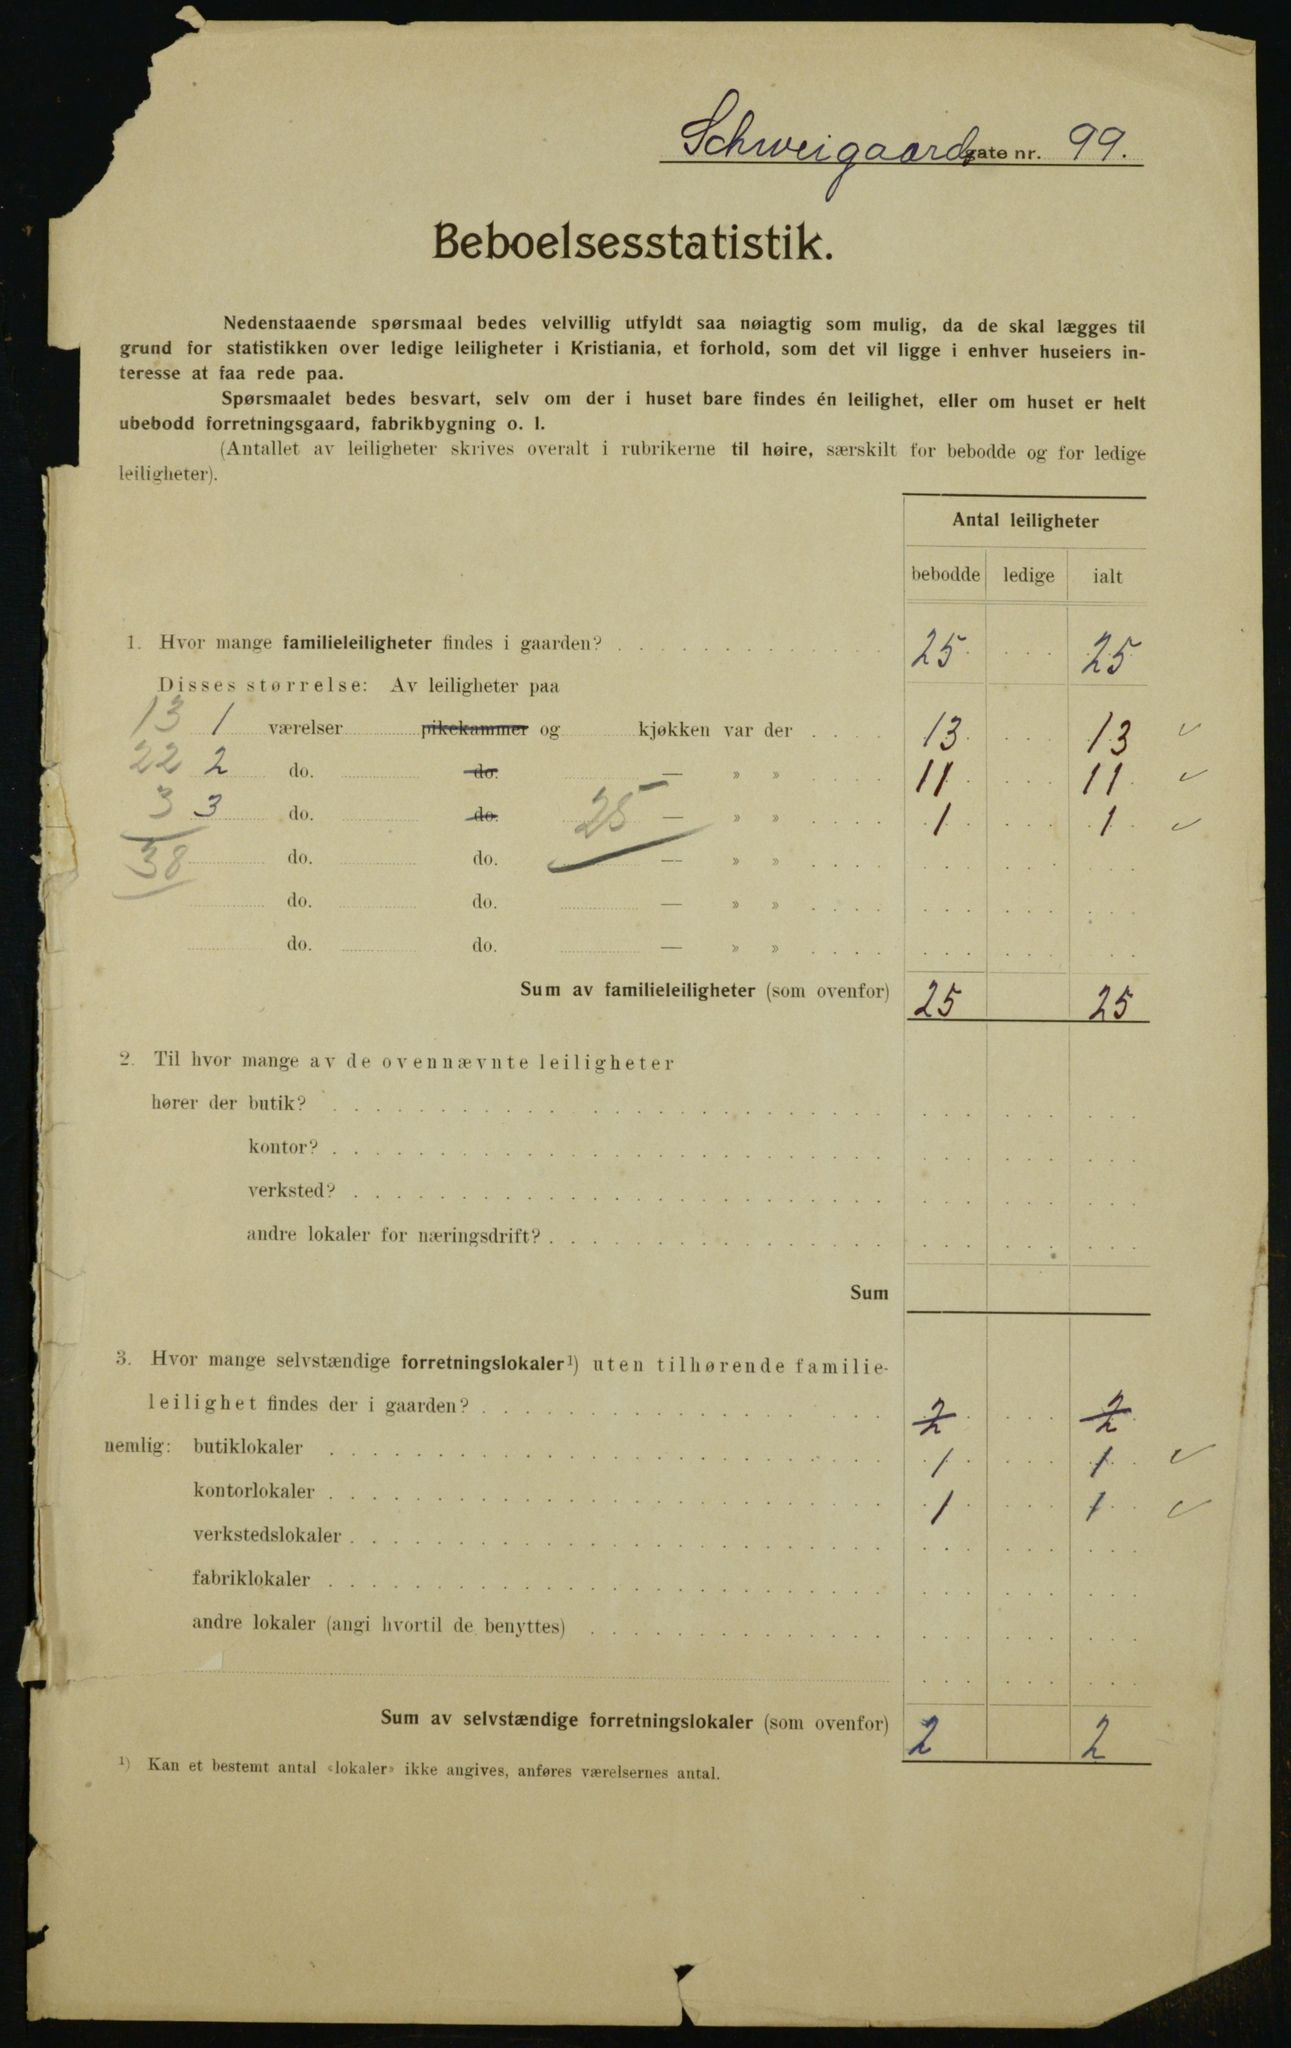 Schweigaards gate nr. 99.
Beboelsesstatistik.
Nedenstaaende spørsmaal bedes velvillig utfyldt saa nøiagtig som mulig, da de skal lægges til
grund for statistikken over ledige leiligheter i Kristiania, et forhold, som det vil ligge i enhver huseiers in-
teresse at faa rede paa.
Spørsmaalet bedes besvart, selv om der i huset bare findes én leilighet, eller om huset er helt
ubebodd forretningsgaard, fabrikbygning o. l.
(Antallet av leiligheter skrives overalt i rubrikerne til høire, særskilt for bebodde og for ledige
leiligheter).
Antal leiligheter
bebodde ledige ialt
1. Hvor mange familieleiligheter findes i gaarden? 25 25
Disses størrelse: Av leiligheter paa
13 1 værelser pikekammer og kjøkken var der 13 13 ✓
22 2 do. do. — » » 11 11 ✓
3 3 do. do. 25 — » » 1 1 ✓
38 do. do. — » »
do. do. — » »
do. do. — » »
Sum av familieleiligheter (som ovenfor) 25 25
2. Til hvor mange av de ovennævnte leiligheter
hører der butik?
kontor?
verksted?
andre lokaler for næringsdrift?
Sum
3. Hvor mange selvstændige forretningslokaler¹) uten tilhørende familie-
leilighet findes der i gaarden? 2 2
nemlig: butiklokaler 1 1 ✓
kontorlokaler 1 1 ✓
verkstedslokaler
fabriklokaler
andre lokaler (angi hvortil de benyttes)
Sum av selvstændige forretningslokaler (som ovenfor) 2 2
¹) Kan et bestemt antal «lokaler» ikke angives, anføres værelsernes antal.